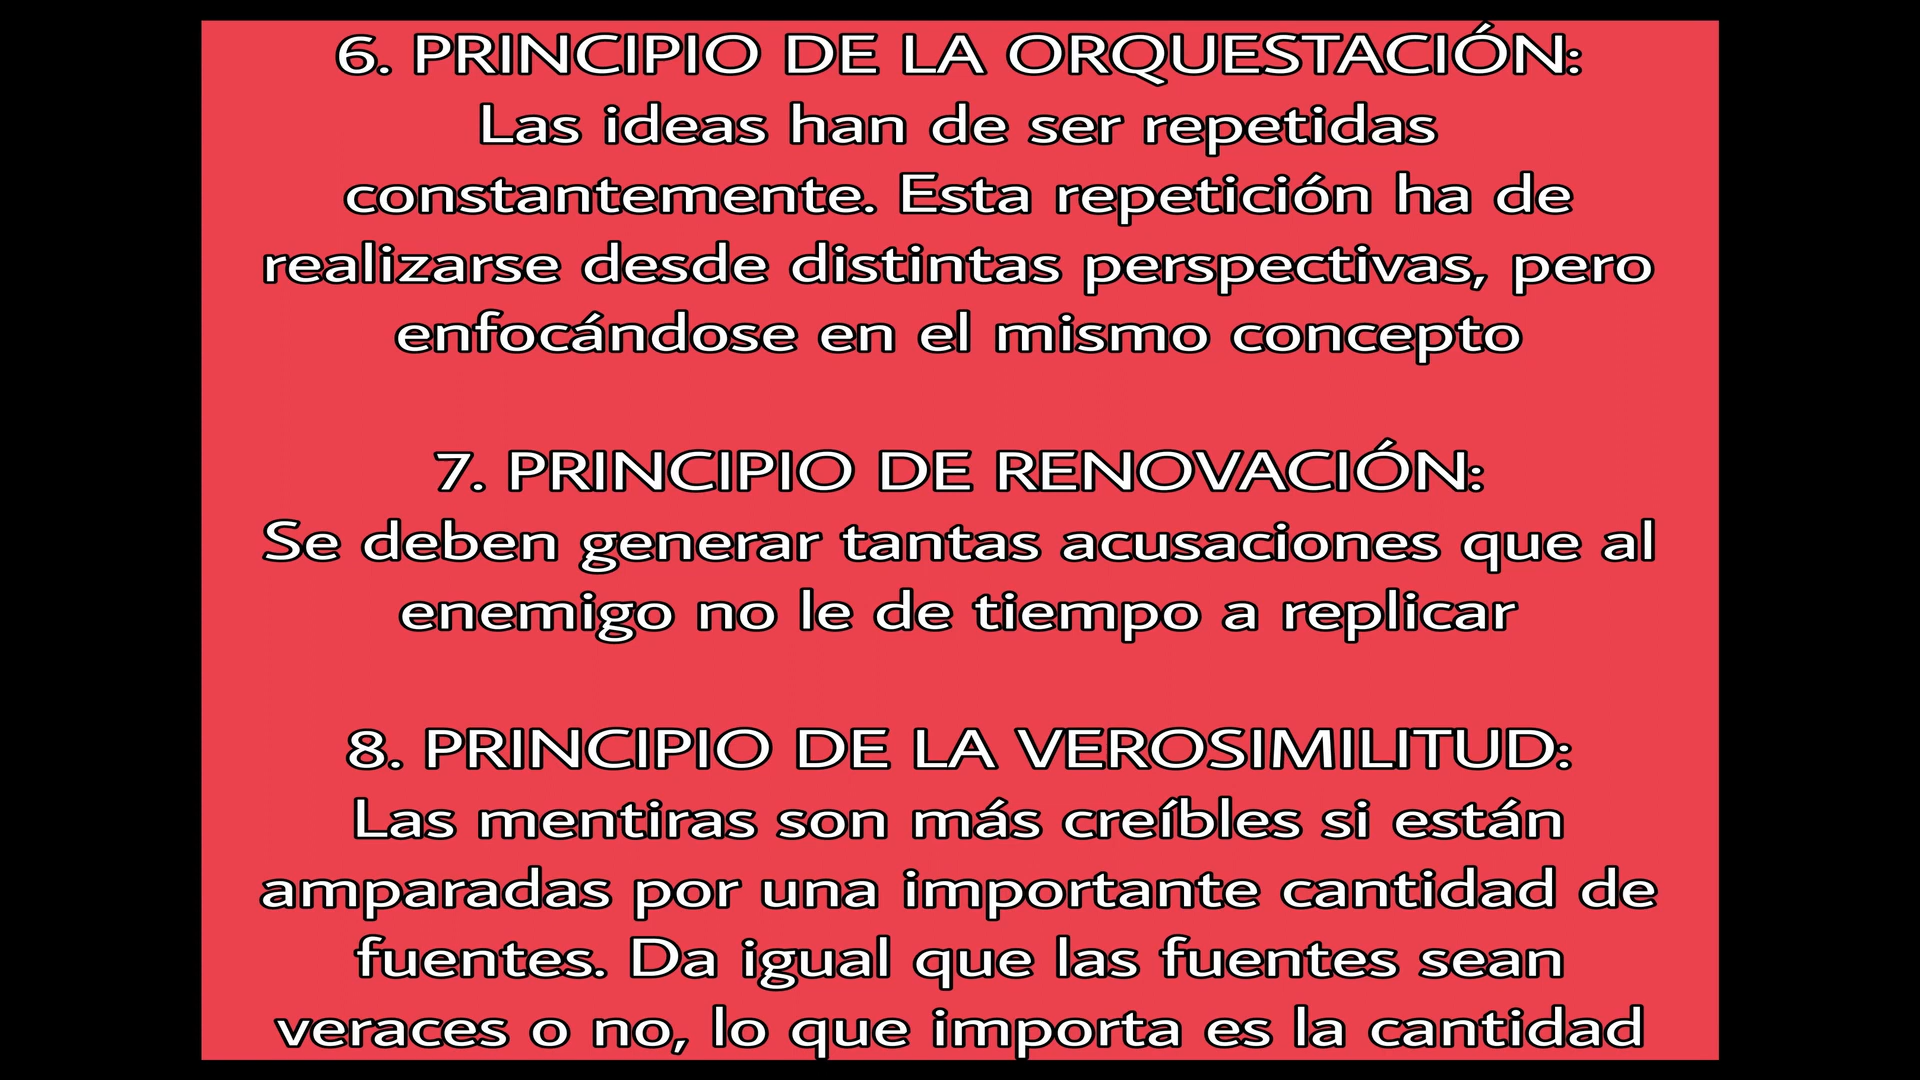 6. PRINCIPIO DE LA ORQUESTACIÓN:
Las ideas han de ser repetidas
constantemente. Esta repetición ha de
realizarse desde distintas perspectivas, pero
enfocándose en el mismo concepto
7. PRINCIPIO DE RENOVACIÓN:
Se deben generar tantas acusaciones que al
enemigo no le de tiempo a replicar
8. PRINCIPIO DE LA VEROSIMILITUD:
Las mentiras son más creíbles si están
amparadas por una importante cantidad de
fuentes. Da igual que las fuentes sean
veraces o no, lo que importa es la cantidad